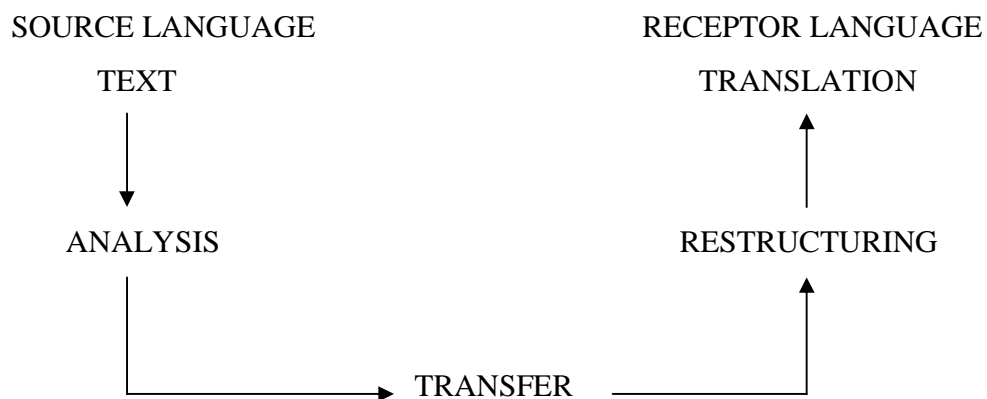 SOURCE LANGUAGE
RECEPTOR LANGUAGE
TEXT
TRANSLATION
ANALYSIS
RESTRUCTURING
TRANSFER